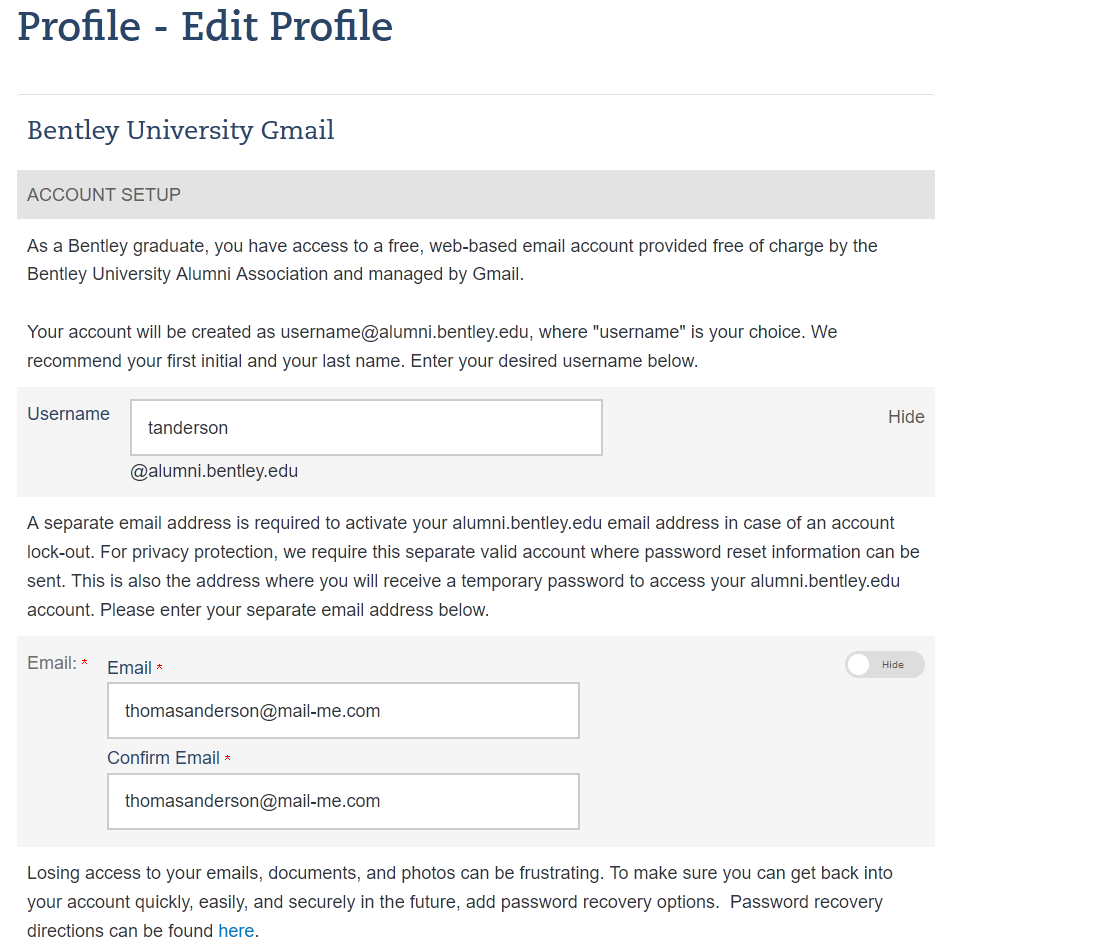 Profile - Edit Profile
Bentley University Gmail
ACCOUNT SETUP
As a Bentley graduate, you have access to a free, web-based email account provided free of charge by the
Bentley University Alumni Association and managed by Gmail.
Your account will be created as username@alumni.bentley.edu, where "username" is your choice. We
recommend your first initial and your last name. Enter your desired username below.
Username
tanderson
Hide
@alumni.bentley.edu
A separate email address is required to activate your alumni.bentley.edu email address in case of an account
lock-out. For privacy protection, we require this separate valid account where password reset information can be
sent. This is also the address where you will receive a temporary password to access your alumni.bentley.edu
account. Please enter your separate email address below.
Email: *
Email *
Hide
thomasanderson@mail-me.com
Confirm Email *
thomasanderson@mail-me.com
Losing access to your emails, documents, and photos can be frustrating. To make sure you can get back into
your account quickly, easily, and securely in the future, add password recovery options.  Password recovery
directions can be found here.